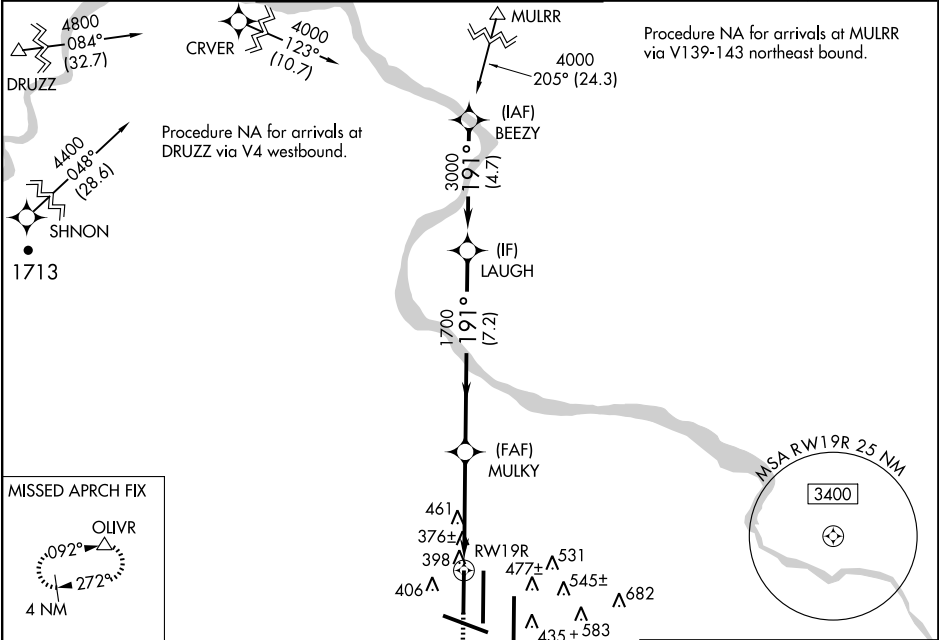 4800
084°
(32.7)
DRUZZ
CRVER
4000
123°
(10.7)
MULRR
4000
205° (24.3)
Procedure NA for arrivals at MULRR
via V139-143 northeast bound.
(IAF)
BEEZY
Procedure NA for arrivals at
DRUZZ via V4 westbound.
4400
048°
(28.6)
SHNON
1713
3000
191°
(4.7)
(IF)
LAUGH
1700
191°
(7.2)
(FAF)
MULKY
MSA RW19R 25 NM
3400
MISSED APRCH FIX
OLIVR
092°
272°
4 NM
461
376±
398
RW19R
406
477±
531
545±
682
435±
583